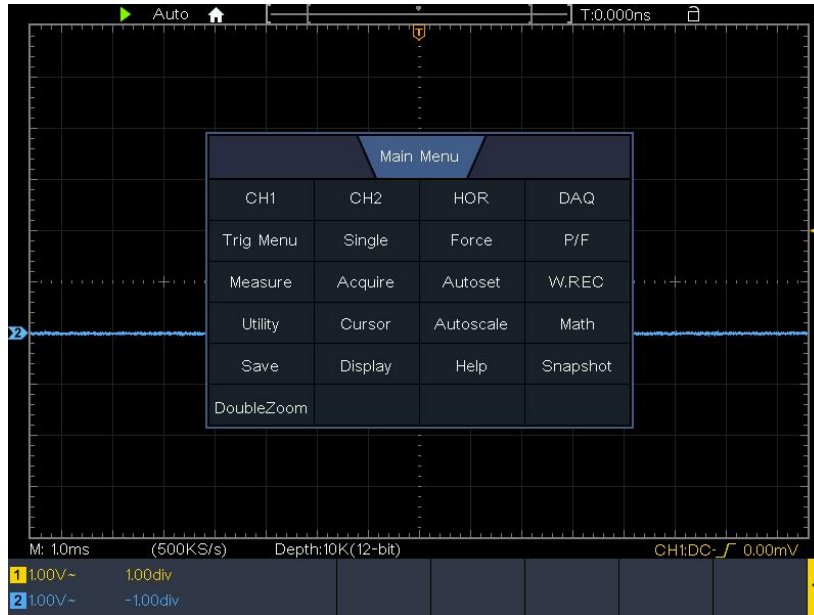 Auto T:0.000ns
T
Main Menu
CH1 CH2 HOR DAQ
Trig Menu Single Force P/F
Measure Acquire Autoset W.REC
Utility Cursor Autoscale Math
2
Save Display Help Snapshot
DoubleZoom
M: 1.0ms (500KS/s) Depth:10K(12-bit) CH1:DC- 0.00mV
1 1.00V~ 1.00div
2 1.00V~ -1.00div